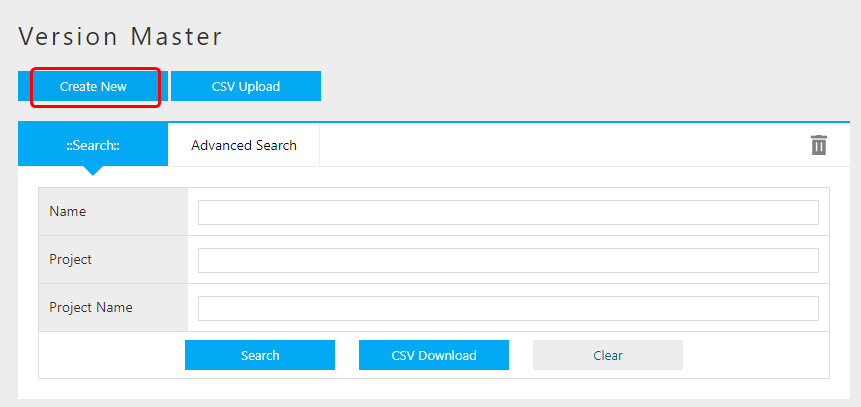 Version Master
Create New CSV Upload
::Search:: Advanced Search
Name
Project
Project Name
Search CSV Download Clear